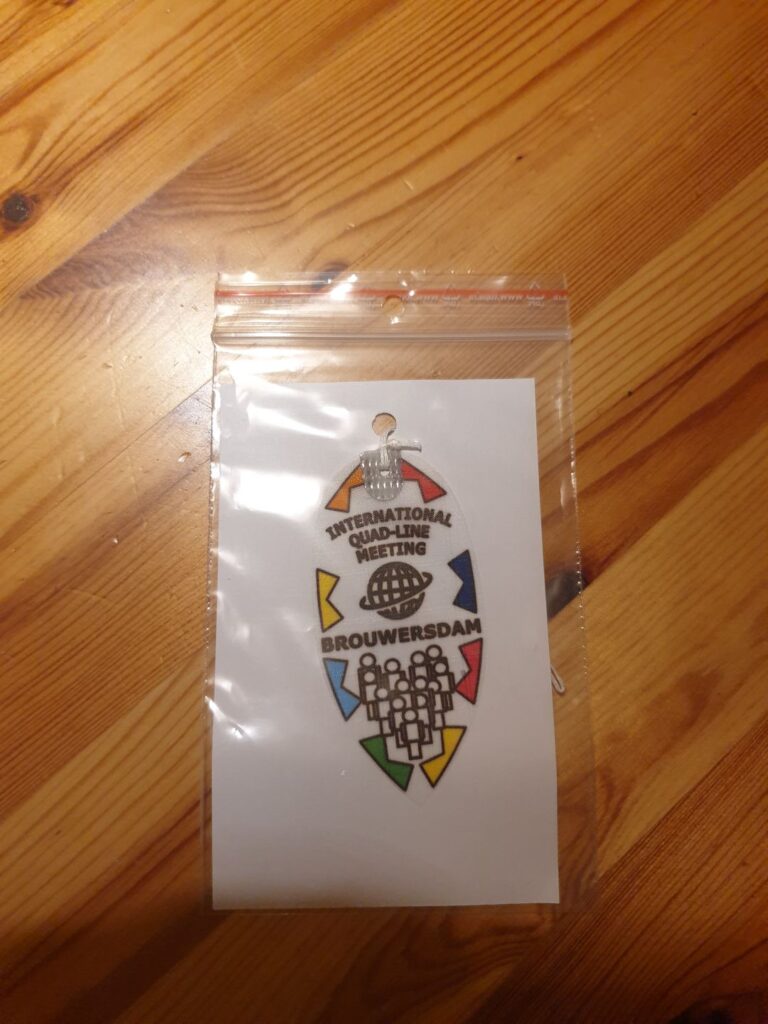 INTERNATIONAL
QUAD-LINE
MEETING
BROUWERSDAM